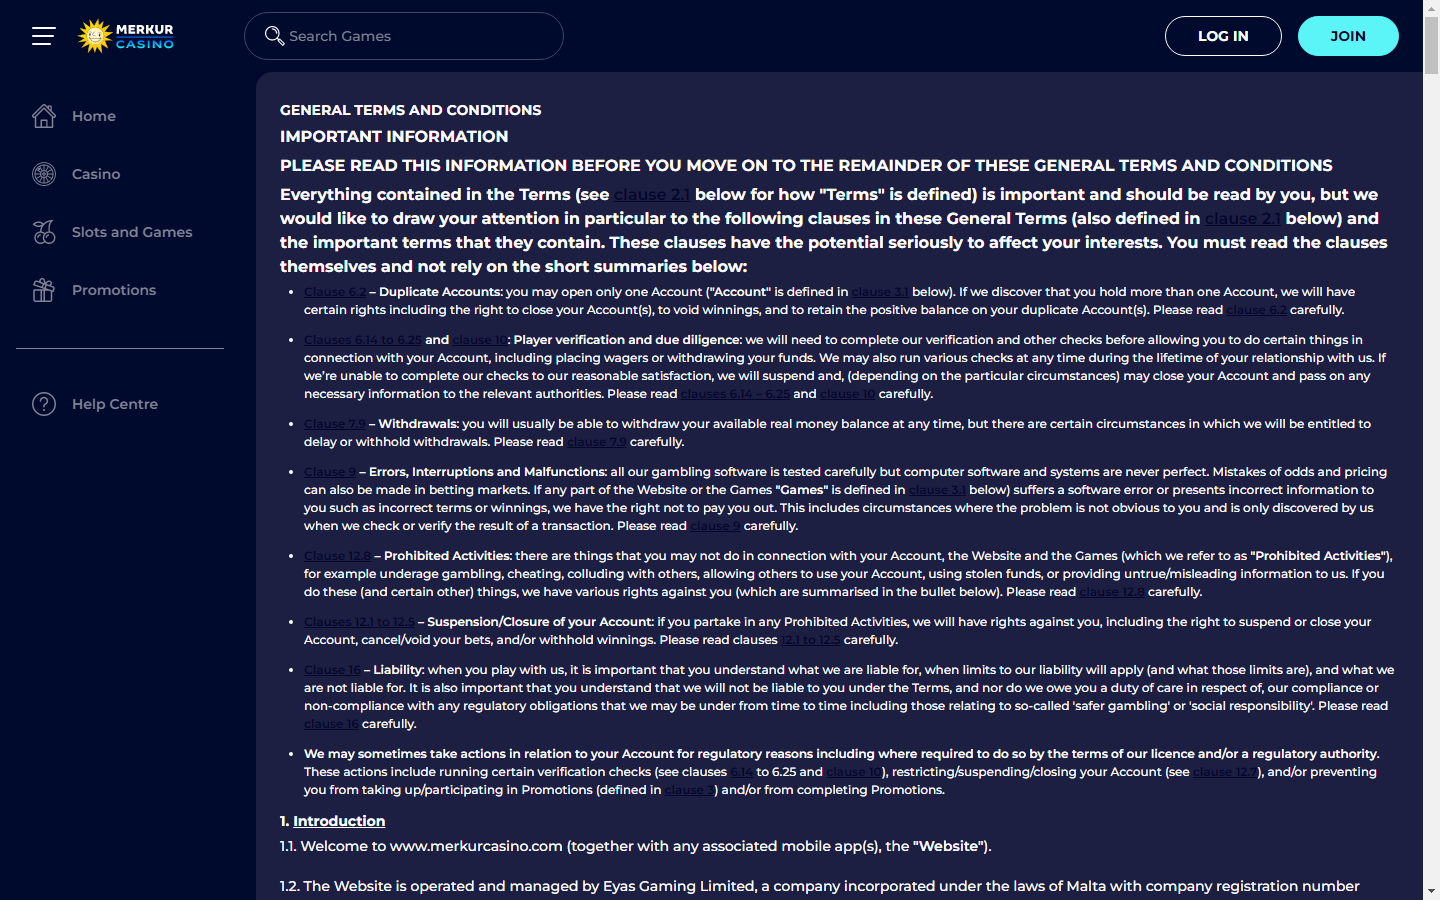 MERKUR
CASINO
Search Games
LOG IN
JOIN
Home
Casino
Slots and Games
Promotions
Help Centre
GENERAL TERMS AND CONDITIONS
IMPORTANT INFORMATION
PLEASE READ THIS INFORMATION BEFORE YOU MOVE ON TO THE REMAINDER OF THESE GENERAL TERMS AND CONDITIONS
Everything contained in the Terms (see clause 2.1 below for how "Terms" is defined) is important and should be read by you, but we
would like to draw your attention in particular to the following clauses in these General Terms (also defined in clause 2.1 below) and
the important terms that they contain. These clauses have the potential seriously to affect your interests. You must read the clauses
themselves and not rely on the short summaries below:
• Clause 6.2 – Duplicate Accounts: you may open only one Account ("Account" is defined in clause 3.1 below). If we discover that you hold more than one Account, we will have
certain rights including the right to close your Account(s), to void winnings, and to retain the positive balance on your duplicate Account(s). Please read clause 6.2 carefully.
• Clauses 6.14 to 6.25 and clause 10: Player verification and due diligence: we will need to complete our verification and other checks before allowing you to do certain things in
connection with your Account, including placing wagers or withdrawing your funds. We may also run various checks at any time during the lifetime of your relationship with us. If
we're unable to complete our checks to our reasonable satisfaction, we will suspend and, (depending on the particular circumstances) may close your Account and pass on any
necessary information to the relevant authorities. Please read clauses 6.14 – 6.25 and clause 10 carefully.
• Clause 7.9 – Withdrawals: you will usually be able to withdraw your available real money balance at any time, but there are certain circumstances in which we will be entitled to
delay or withhold withdrawals. Please read clause 7.9 carefully.
• Clause 9 – Errors, Interruptions and Malfunctions: all our gambling software is tested carefully but computer software and systems are never perfect. Mistakes of odds and pricing
can also be made in betting markets. If any part of the Website or the Games "Games" is defined in clause 3.1 below) suffers a software error or presents incorrect information to
you such as incorrect terms or winnings, we have the right not to pay you out. This includes circumstances where the problem is not obvious to you and is only discovered by us
when we check or verify the result of a transaction. Please read clause 9 carefully.
• Clause 12.8 – Prohibited Activities: there are things that you may not do in connection with your Account, the Website and the Games (which we refer to as "Prohibited Activities"),
for example underage gambling, cheating, colluding with others, allowing others to use your Account, using stolen funds, or providing untrue/misleading information to us. If you
do these (and certain other) things, we have various rights against you (which are summarised in the bullet below). Please read clause 12.8 carefully.
• Clauses 12.1 to 12.5 – Suspension/Closure of your Account: if you partake in any Prohibited Activities, we will have rights against you, including the right to suspend or close your
Account, cancel/void your bets, and/or withhold winnings. Please read clauses 12.1 to 12.5 carefully.
• Clause 16 – Liability: when you play with us, it is important that you understand what we are liable for, when limits to our liability will apply (and what those limits are), and what we
are not liable for. It is also important that you understand that we will not be liable to you under the Terms, and nor do we owe you a duty of care in respect of, our compliance or
non-compliance with any regulatory obligations that we may be under from time to time including those relating to so-called 'safer gambling' or 'social responsibility'. Please read
clause 16 carefully.
• We may sometimes take actions in relation to your Account for regulatory reasons including where required to do so by the terms of our licence and/or a regulatory authority.
These actions include running certain verification checks (see clauses 6.14 to 6.25 and clause 10), restricting/suspending/closing your Account (see clause 12.7), and/or preventing
you from taking up/participating in Promotions (defined in clause 3) and/or from completing Promotions.
1. Introduction
1.1. Welcome to www.merkurcasino.com (together with any associated mobile app(s), the "Website").
1.2. The Website is operated and managed by Eyas Gaming Limited, a company incorporated under the laws of Malta with company registration number